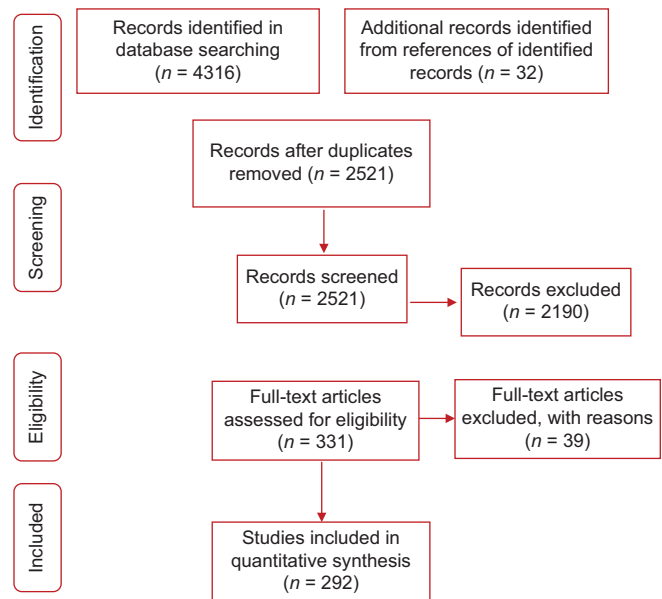 Identification
Records identified in
database searching
(n = 4316)
Additional records identified
from references of identified
records (n = 32)
Screening
Records after duplicates
removed (n = 2521)
Records screened
(n = 2521)
Records excluded
(n = 2190)
Eligibility
Full-text articles
assessed for eligibility
(n = 331)
Full-text articles
excluded, with reasons
(n = 39)
Included
Studies included in
quantitative synthesis
(n = 292)